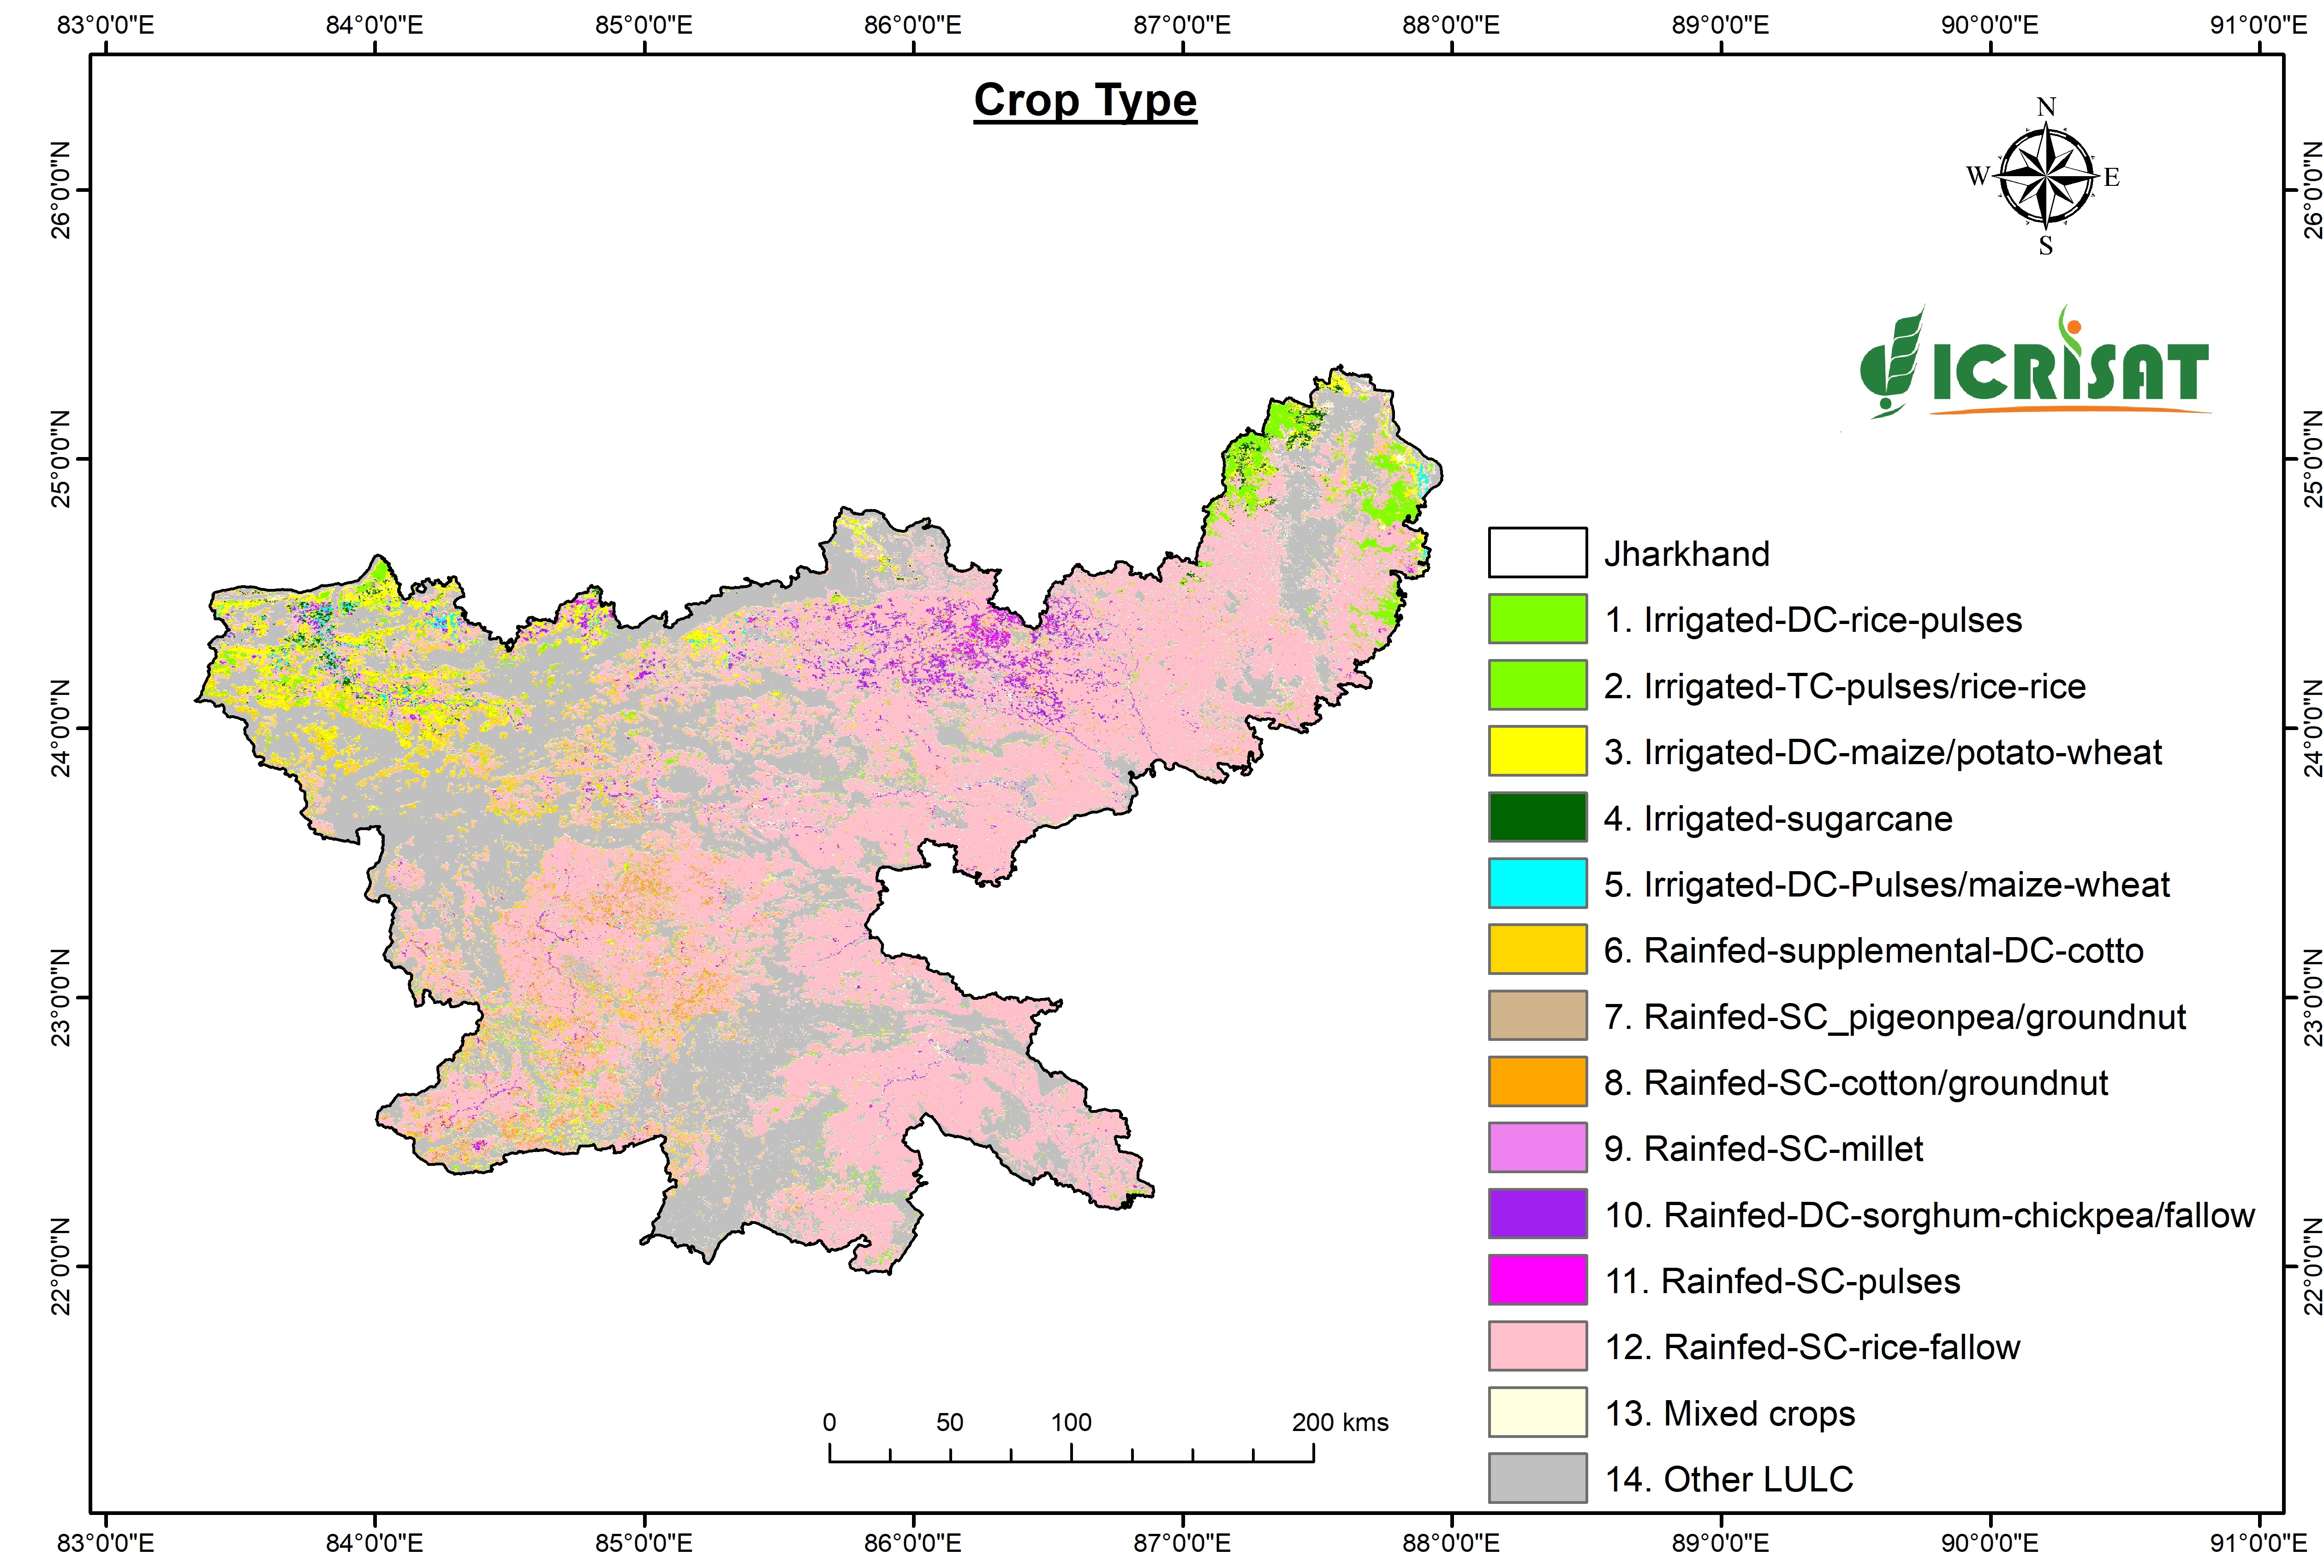 83°0'0"E 84°0'0"E 85°0'0"E 86°0'0"E 87°0'0"E 88°0'0"E 89°0'0"E 90°0'0"E 91°0'0"E
Crop Type
N
W E
S
ICRISAT
26°0'0"N 26°0'0"N
25°0'0"N 25°0'0"N
24°0'0"N 24°0'0"N
23°0'0"N 23°0'0"N
22°0'0"N 22°0'0"N
Jharkhand
1. Irrigated-DC-rice-pulses
2. Irrigated-TC-pulses/rice-rice
3. Irrigated-DC-maize/potato-wheat
4. Irrigated-sugarcane
5. Irrigated-DC-Pulses/maize-wheat
6. Rainfed-supplemental-DC-cotto
7. Rainfed-SC_pigeonpea/groundnut
8. Rainfed-SC-cotton/groundnut
9. Rainfed-SC-millet
10. Rainfed-DC-sorghum-chickpea/fallow
11. Rainfed-SC-pulses
12. Rainfed-SC-rice-fallow
13. Mixed crops
14. Other LULC
0 50 100 200 kms
83°0'0"E 84°0'0"E 85°0'0"E 86°0'0"E 87°0'0"E 88°0'0"E 89°0'0"E 90°0'0"E 91°0'0"E